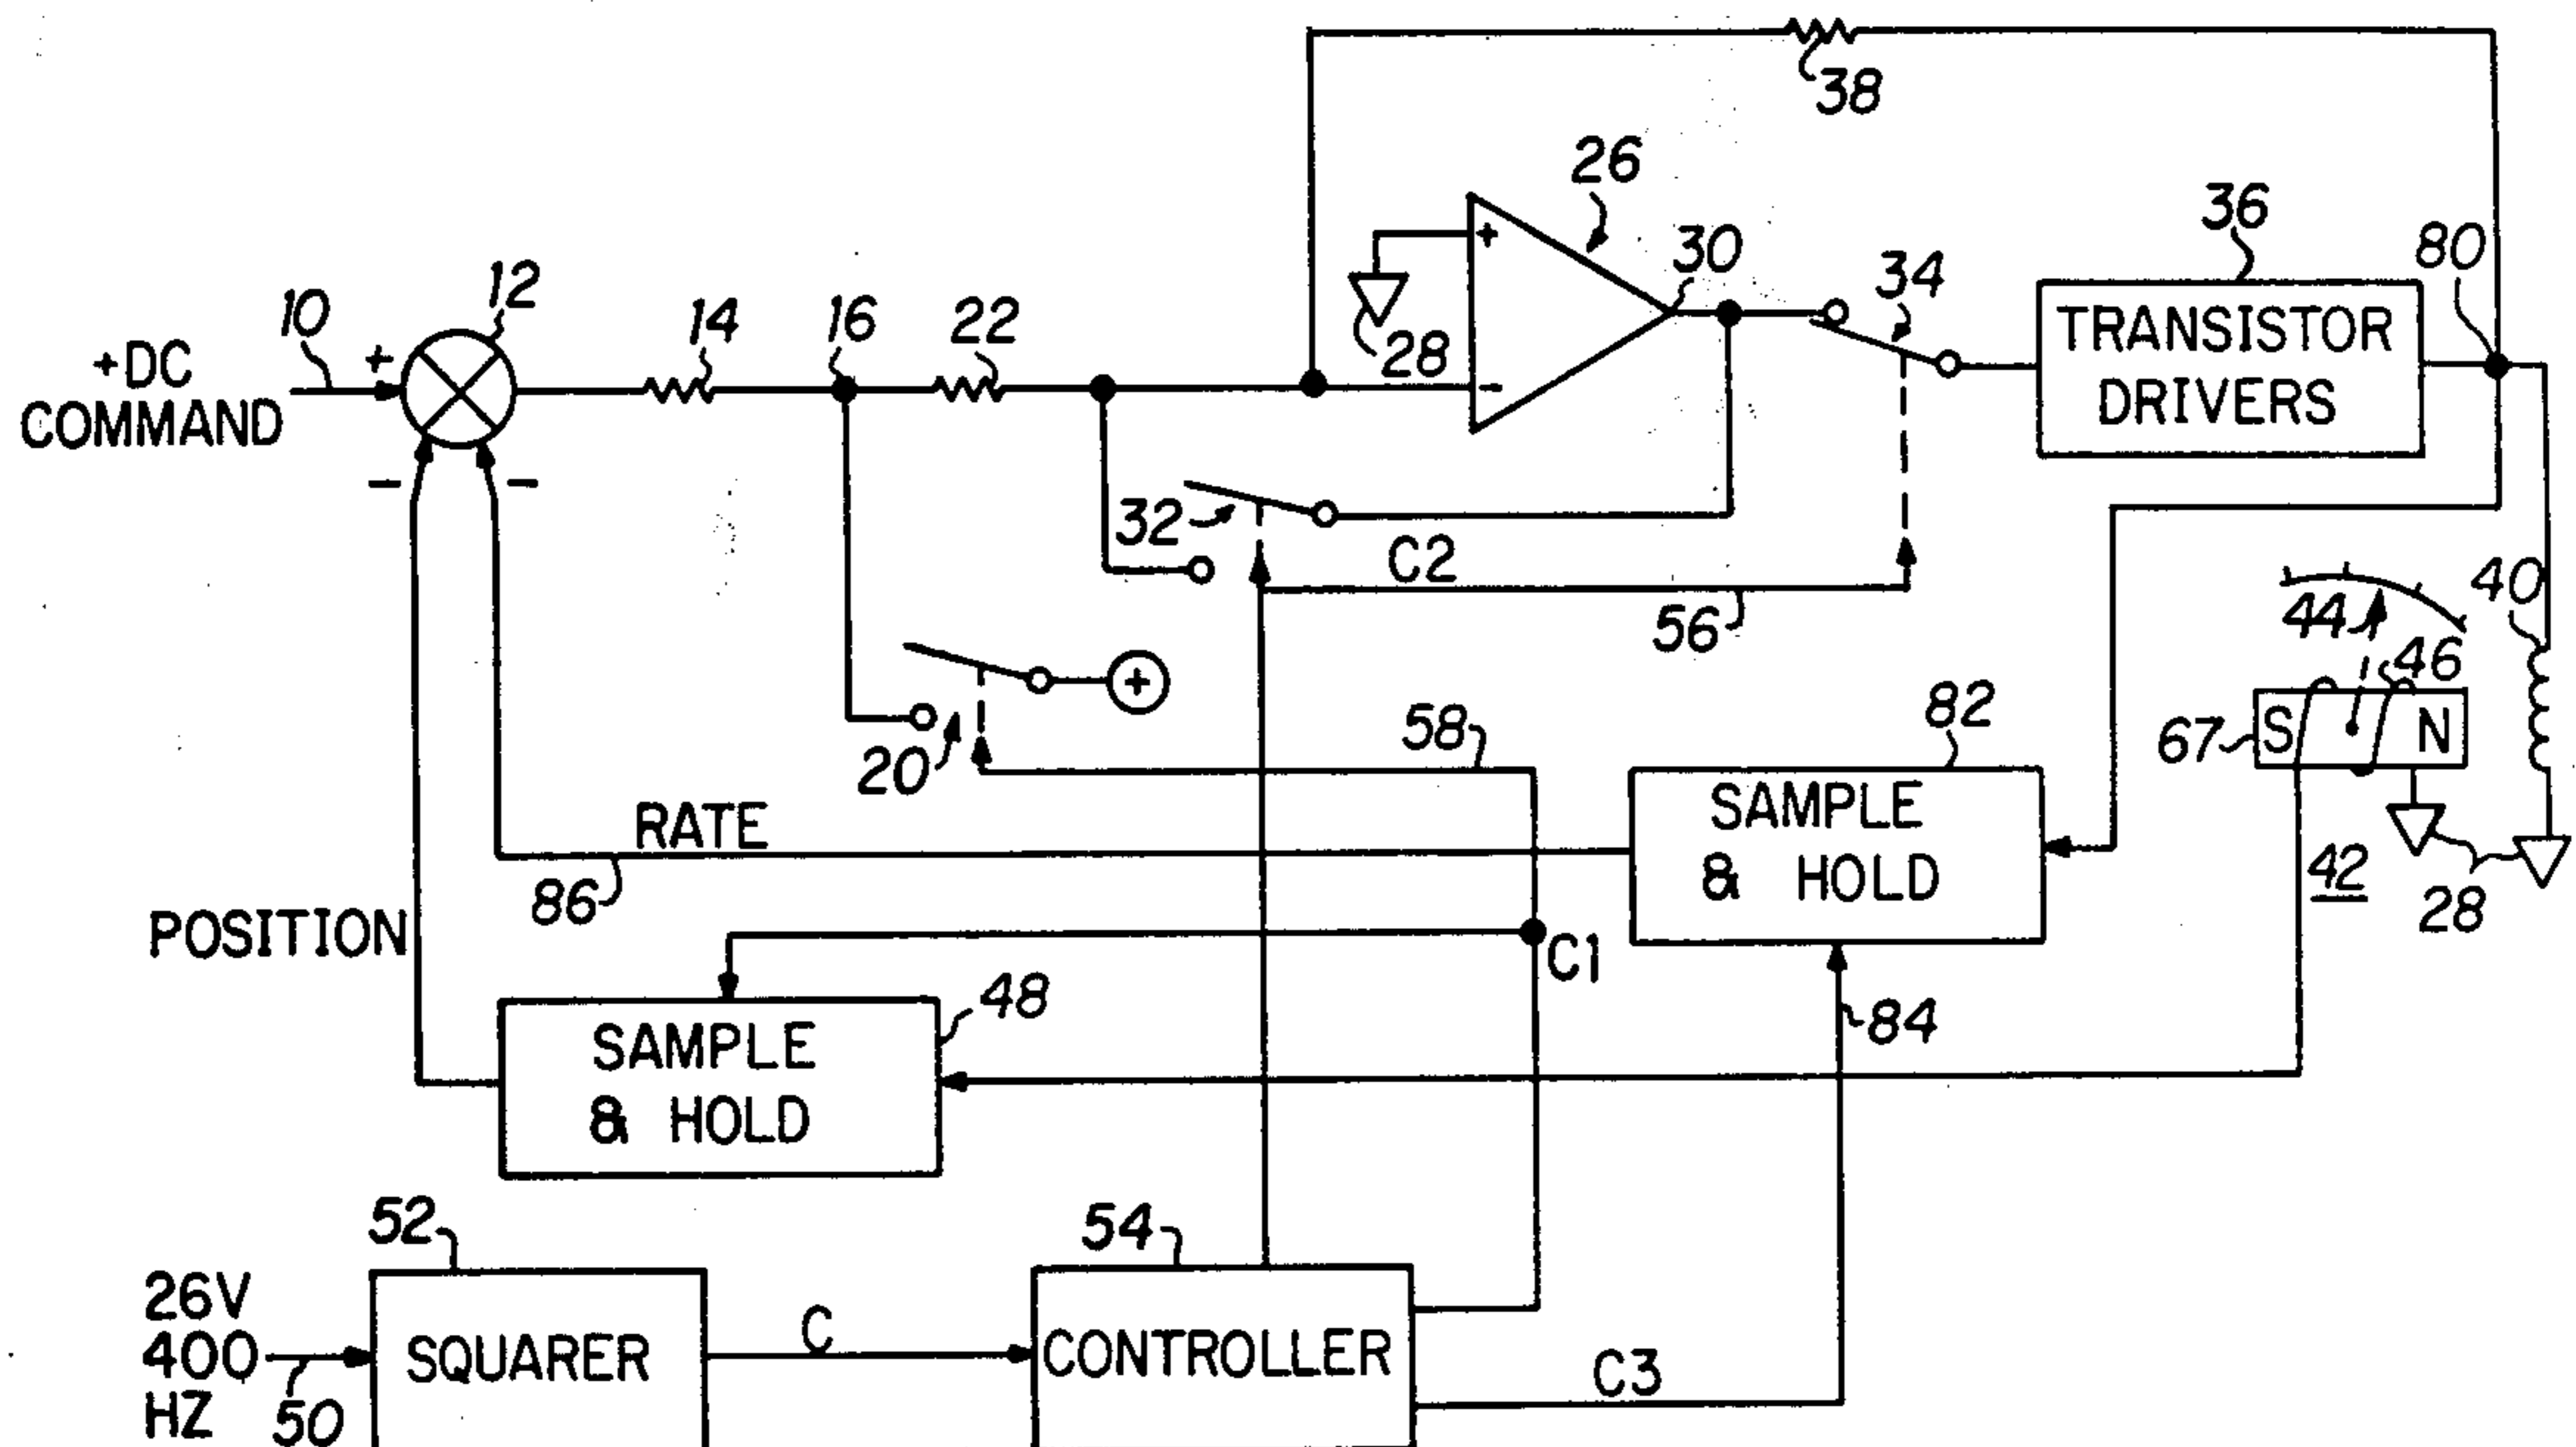 38
26
30
34
36
80
TRANSISTOR
DRIVERS
10
12
14
16
22
+DC
COMMAND
+
-
-
+
-
28
32
C2
56
20
+
58
44
40
46
67
S
N
42
28
82
SAMPLE
& HOLD
RATE
86
POSITION
C1
84
48
SAMPLE
& HOLD
52
54
26V
400
HZ
50
SQUARER
C
CONTROLLER
C3